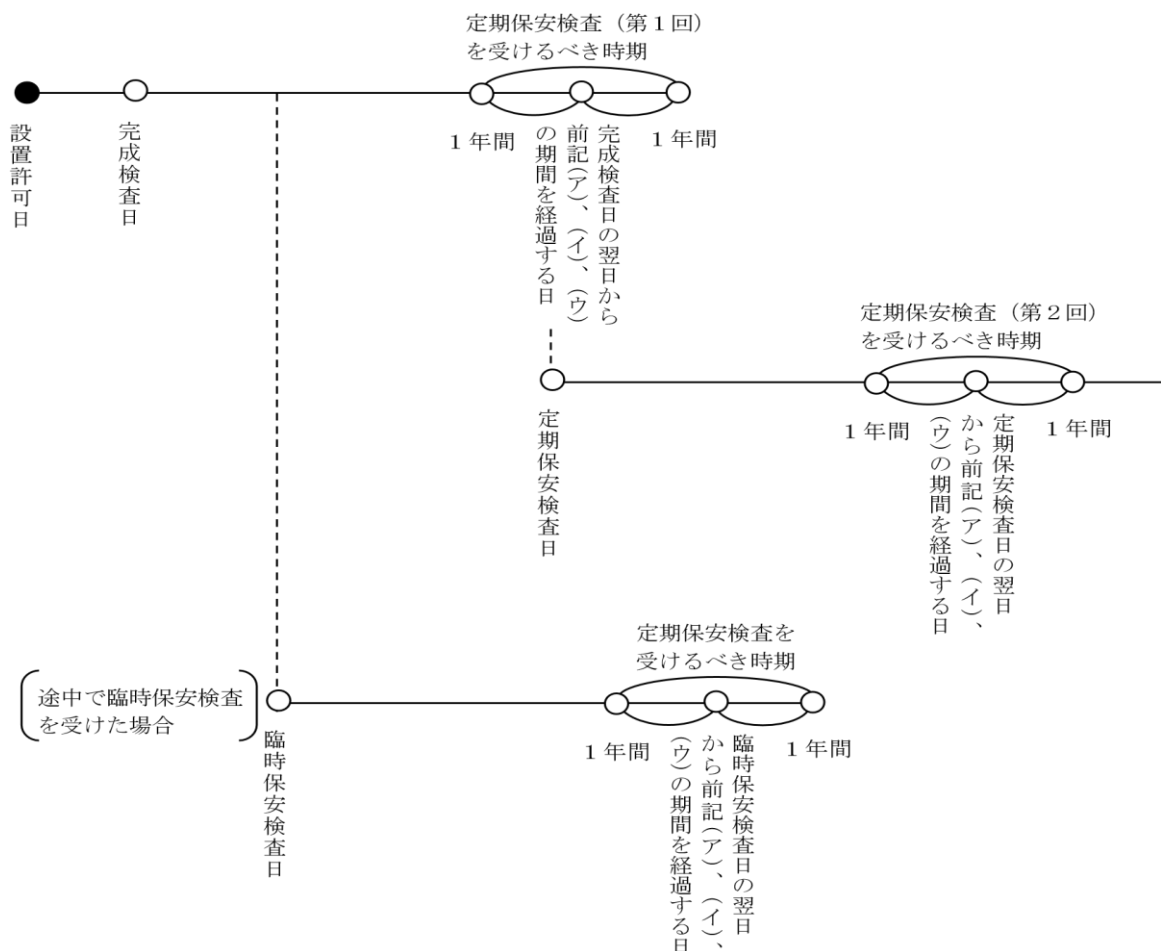 定期保安検査（第１回）
を受けるべき時期
設置許可日
完成検査日
１年間
完成検査日の翌日から
前記(ア)、(イ)、(ウ)
の期間を経過する日
１年間
定期保安検査（第２回）
を受けるべき時期
定期保安検査日
１年間
定期保安検査日の翌日
から前記(ア)、(イ)、
(ウ)の期間を経過する日
１年間
定期保安検査を
受けるべき時期
途中で臨時保安検査
を受けた場合
臨時保安検査日
１年間
臨時保安検査日の翌日
から前記(ア)、(イ)、
(ウ)の期間を経過する日
１年間